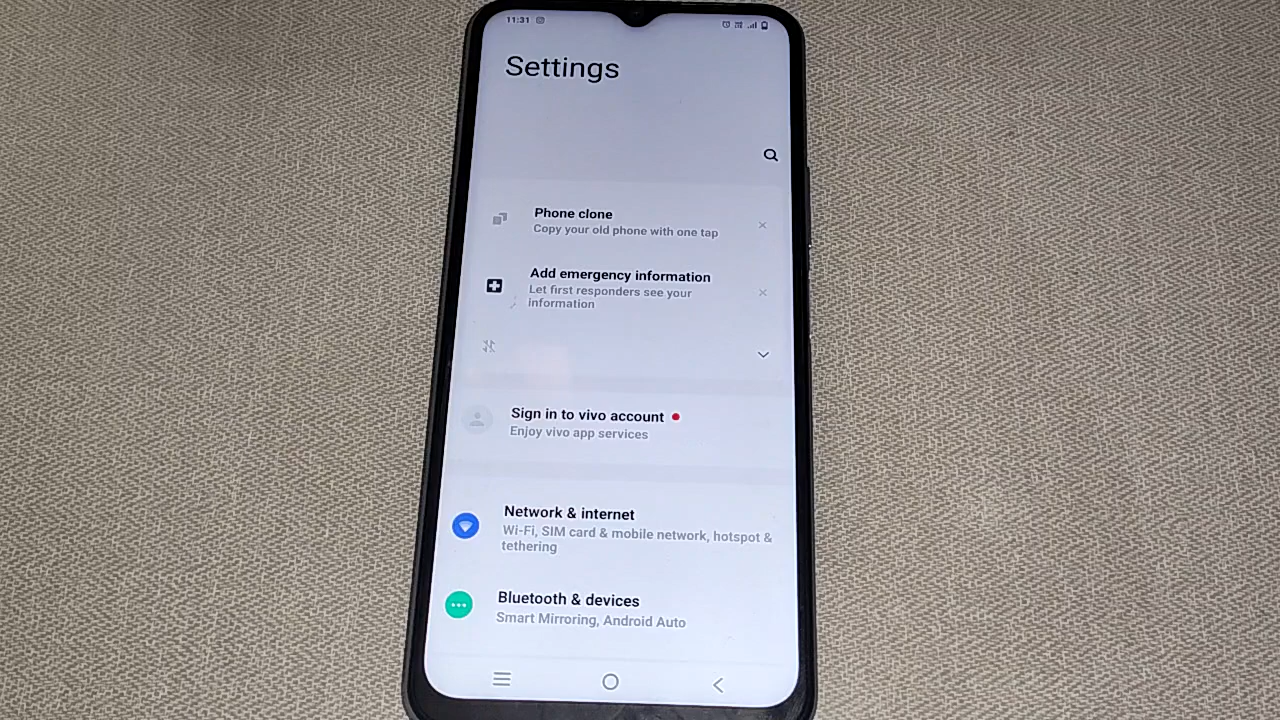 11:31
Settings
Phone clone
Copy your old phone with one tap
Add emergency information
Let first responders see your
information
Sign in to vivo account
Enjoy vivo app services
Network & internet
Wi-Fi, SIM card & mobile network, hotspot &
tethering
Bluetooth & devices
Smart Mirroring, Android Auto